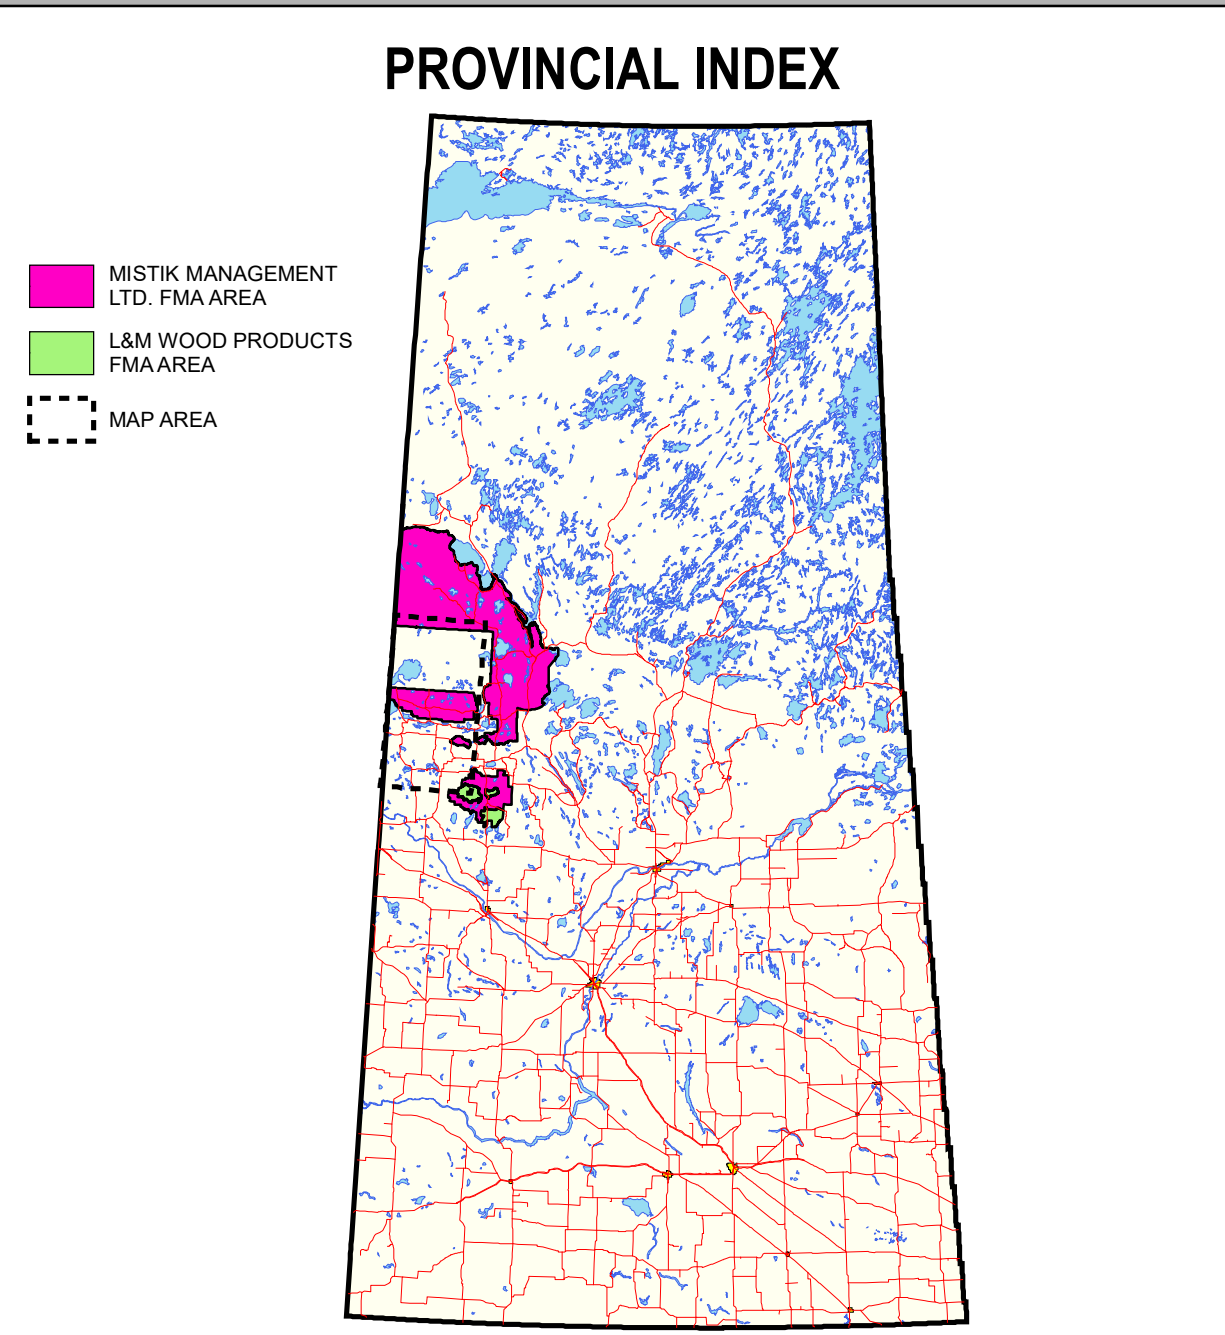 PROVINCIAL INDEX
MISTIK MANAGEMENT
LTD. FMA AREA
L&M WOOD PRODUCTS
FMA AREA
MAP AREA